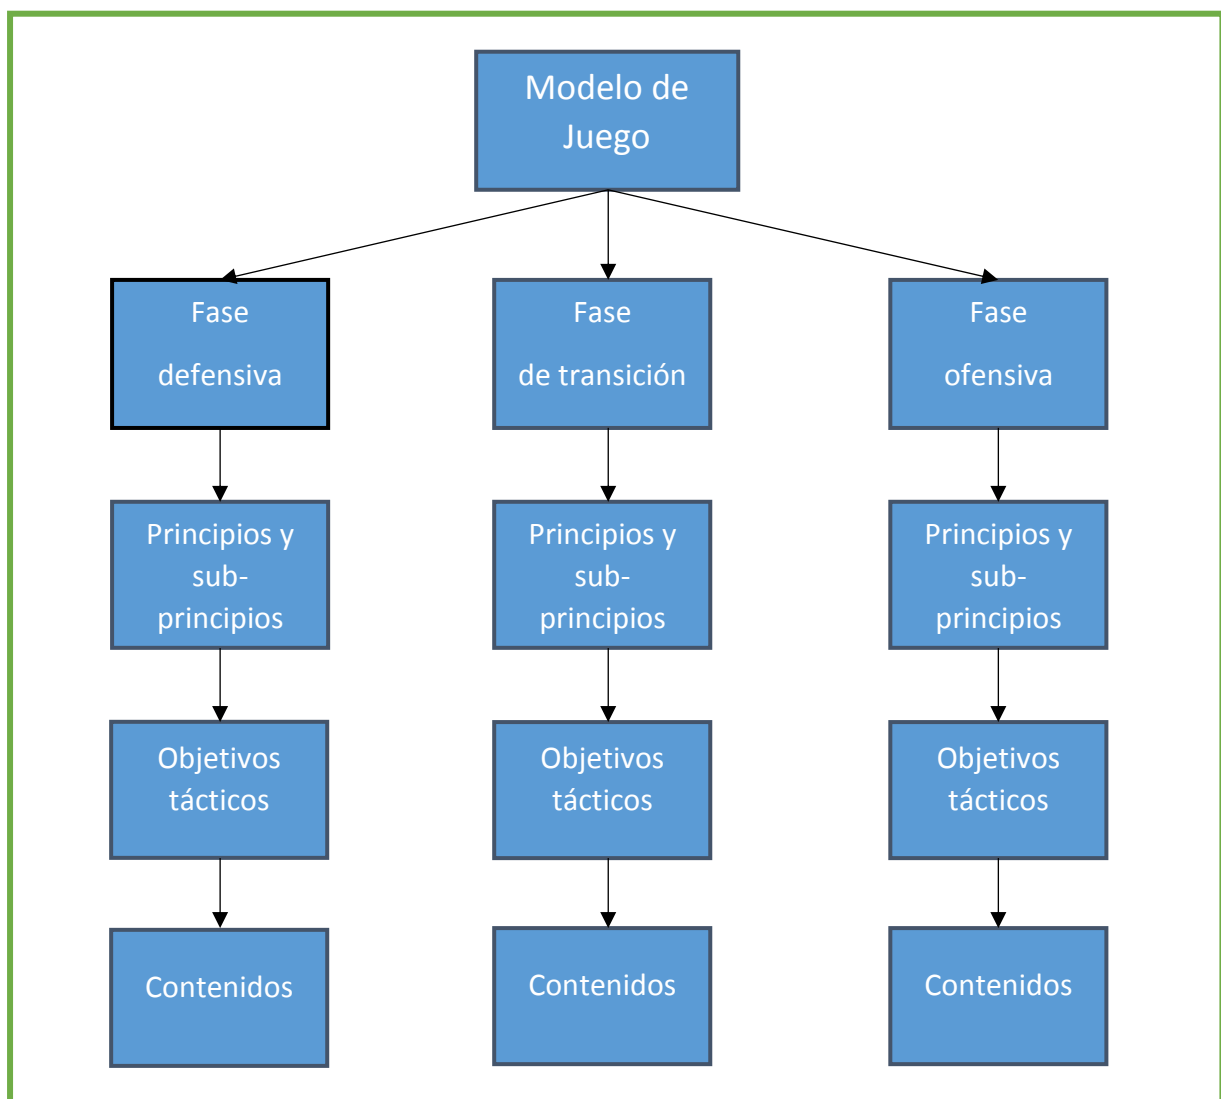 Modelo de
Juego
Fase
defensiva
Fase
de transición
Fase
ofensiva
Principios y
sub-
principios
Principios y
sub-
principios
Principios y
sub-
principios
Objetivos
tácticos
Objetivos
tácticos
Objetivos
tácticos
Contenidos
Contenidos
Contenidos